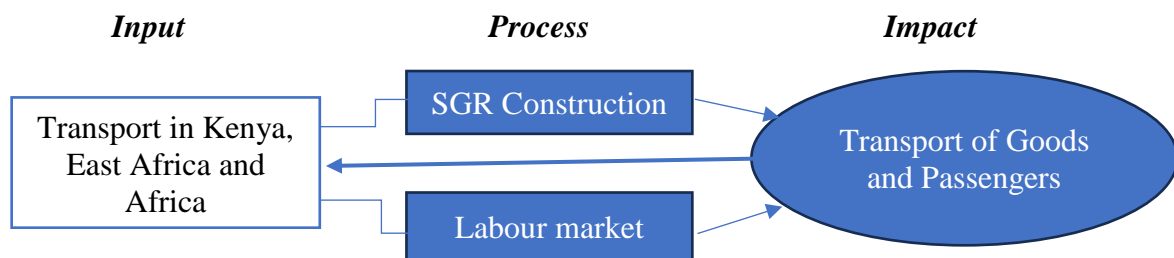 Input
Process
Impact
Transport in Kenya,
East Africa and
Africa
SGR Construction
Labour market
Transport of Goods
and Passengers